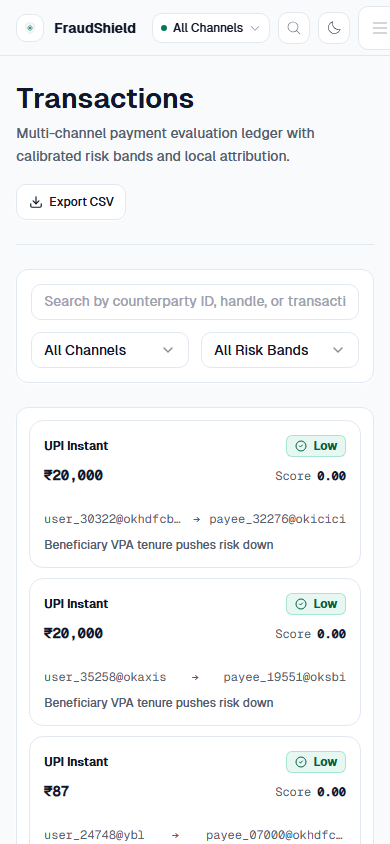 FraudShield
All Channels
Transactions
Multi-channel payment evaluation ledger with
calibrated risk bands and local attribution.
Export CSV
Search by counterparty ID, handle, or transacti
All Channels
All Risk Bands
UPI Instant
Low
₹20,000
Score 0.00
user_30322@okhdfcb… → payee_32276@okicici
Beneficiary VPA tenure pushes risk down
UPI Instant
Low
₹20,000
Score 0.00
user_35258@okaxis → payee_19551@oksbi
Beneficiary VPA tenure pushes risk down
UPI Instant
Low
₹87
Score 0.00
user_24748@ybl → payee_07000@okhdfc…